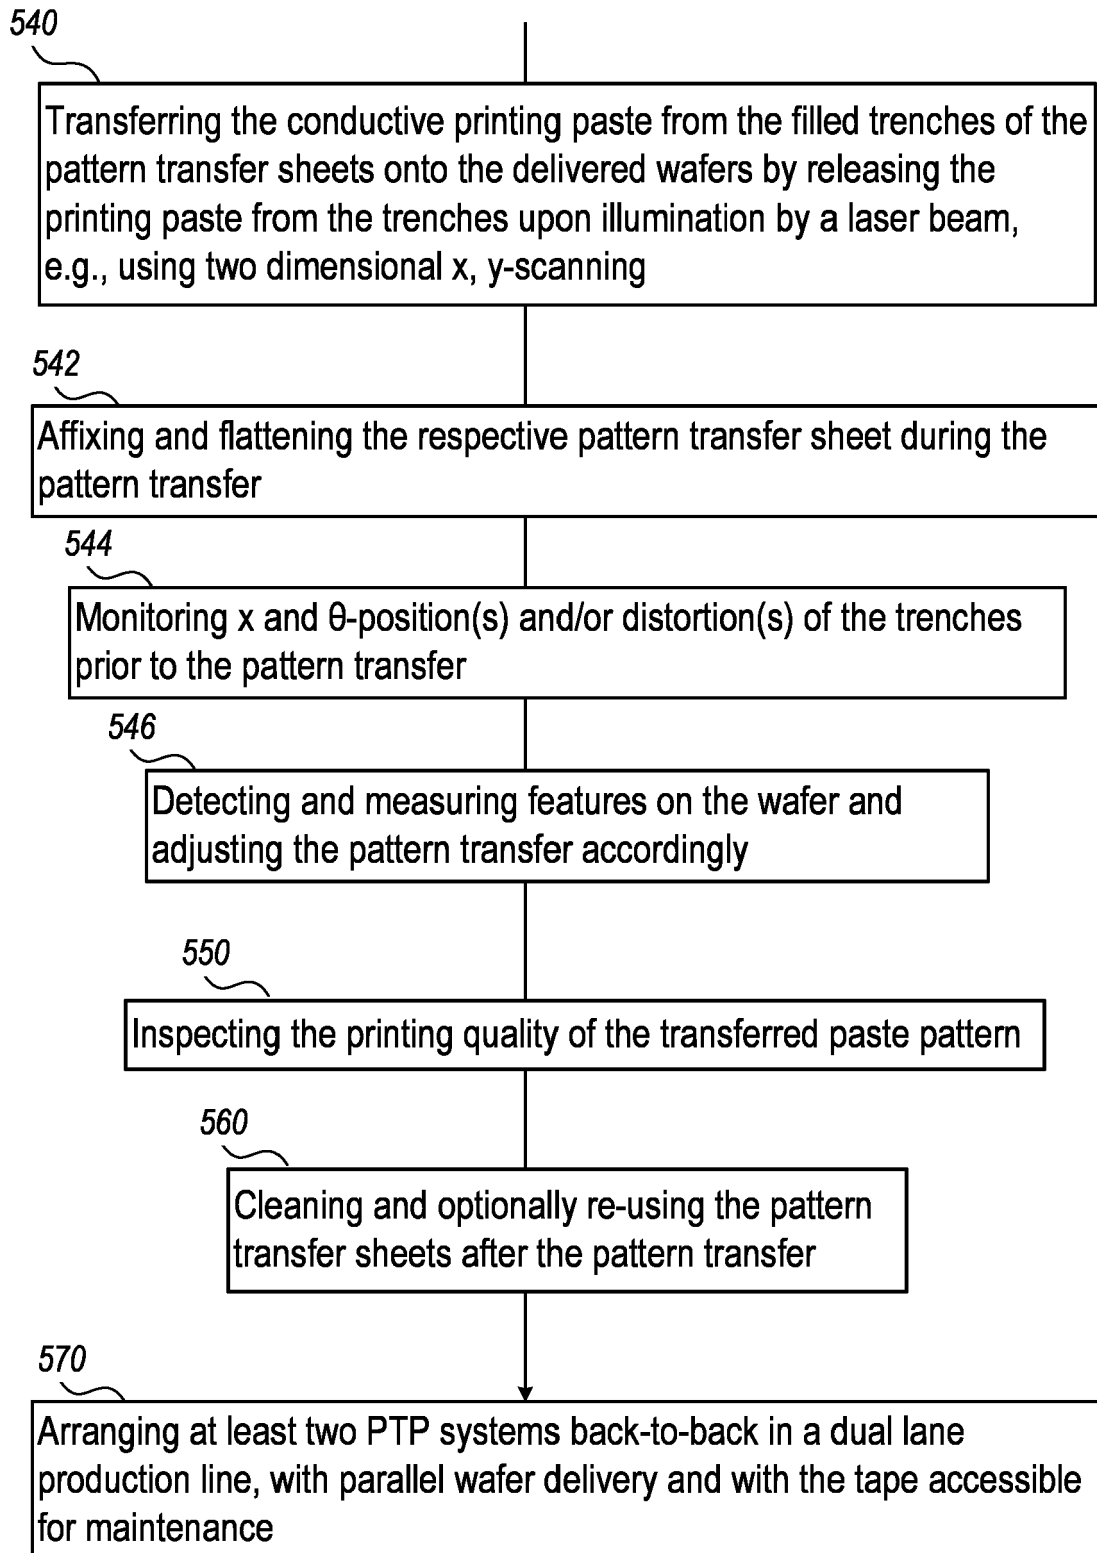 540
Transferring the conductive printing paste from the filled trenches of the
pattern transfer sheets onto the delivered wafers by releasing the
printing paste from the trenches upon illumination by a laser beam,
e.g., using two dimensional x, y-scanning
542
Affixing and flattening the respective pattern transfer sheet during the
pattern transfer
544
Monitoring x and θ-position(s) and/or distortion(s) of the trenches
prior to the pattern transfer
546
Detecting and measuring features on the wafer and
adjusting the pattern transfer accordingly
550
Inspecting the printing quality of the transferred paste pattern
560
Cleaning and optionally re-using the pattern
transfer sheets after the pattern transfer
570
Arranging at least two PTP systems back-to-back in a dual lane
production line, with parallel wafer delivery and with the tape accessible
for maintenance